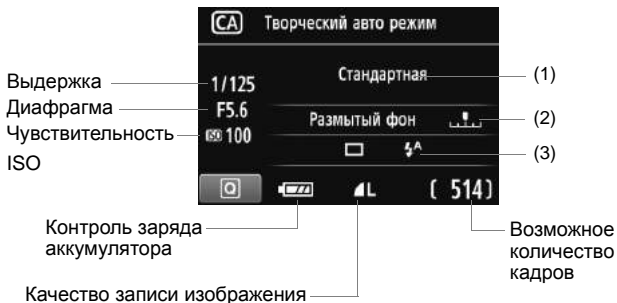 CA Творческий авто режим
Выдержка
1/125
Стандартная
(1)
Диафрагма
F5.6
Размытый фон
(2)
Чувствительность
ISO
ISO 100
A
(3)
Q
L
( 514)
Контроль заряда
аккумулятора
Возможное
количество
кадров
Качество записи изображения